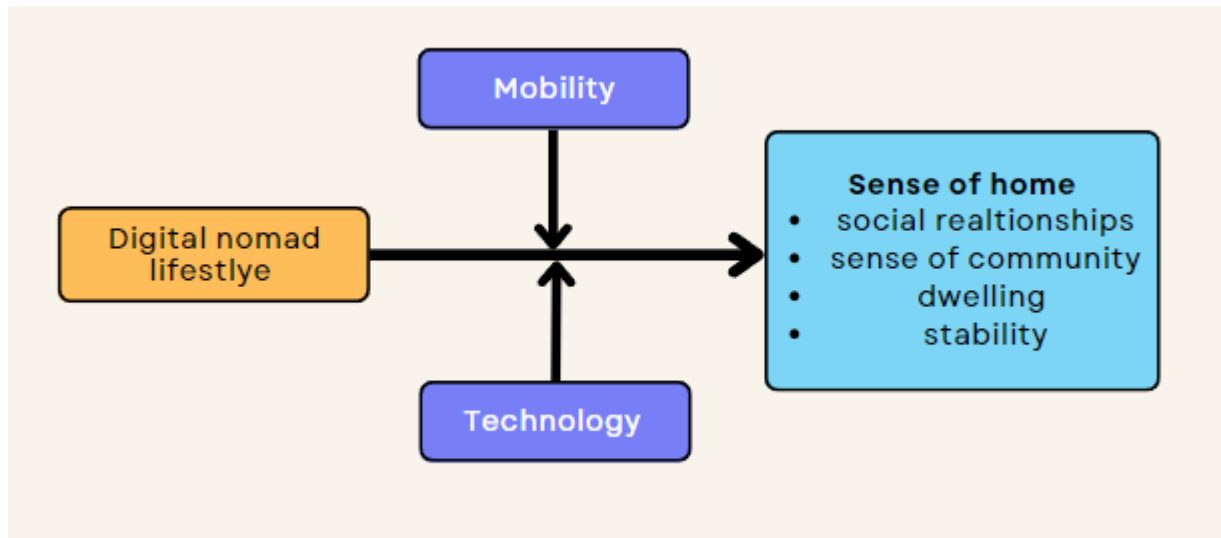 Mobility
Digital nomad
lifestlye
Sense of home
• social realtionships
• sense of community
• dwelling
• stability
Technology